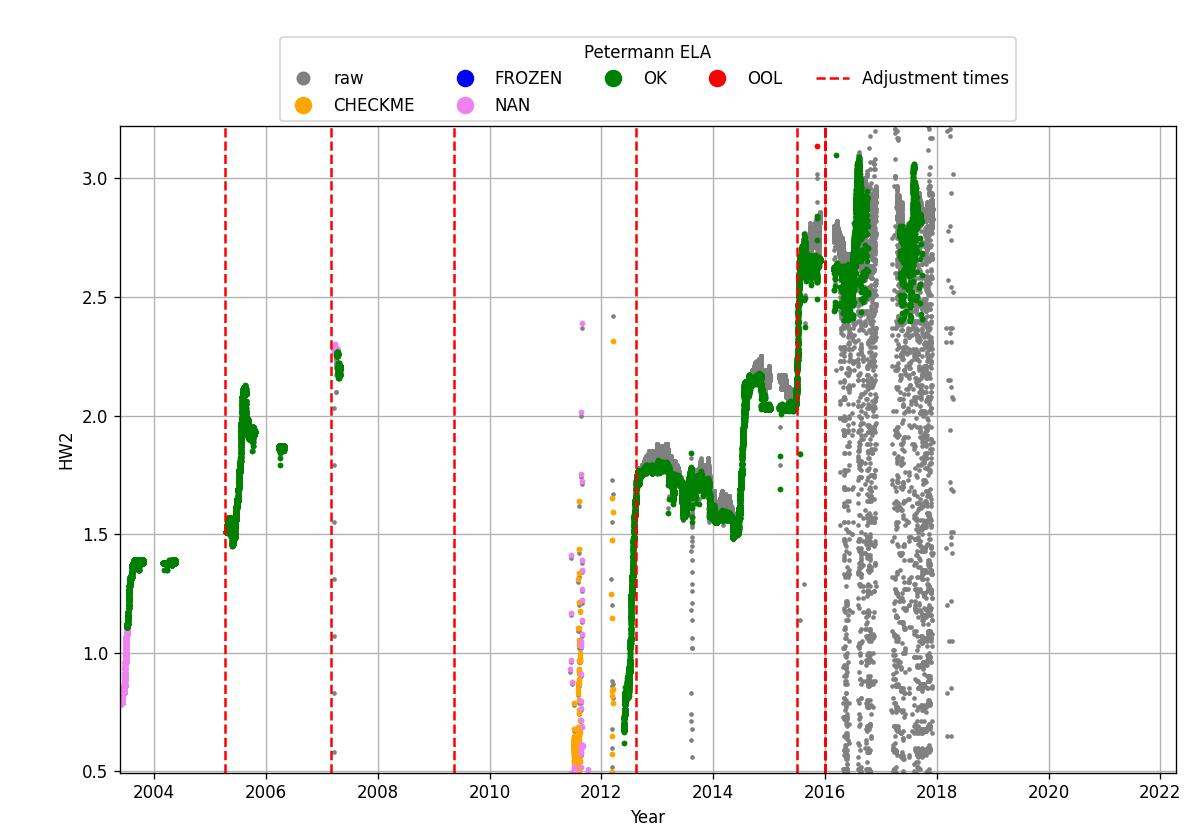 Petermann ELA
raw FROZEN OK OOL Adjustment times
CHECKME NAN
3.0
2.5
2.0
1.5
1.0
0.5
HW2
2004 2006 2008 2010 2012 2014 2016 2018 2020 2022
Year